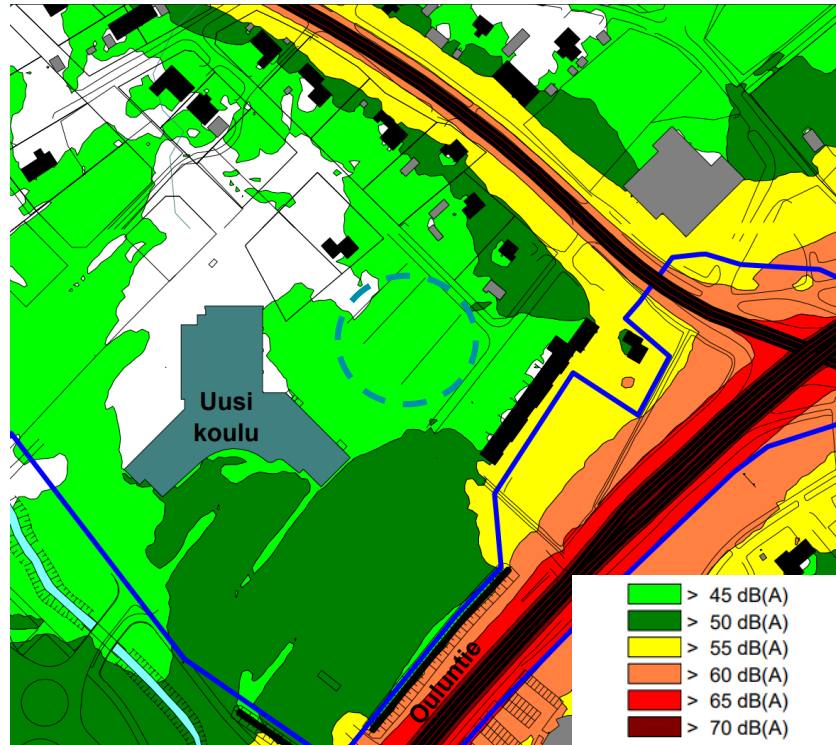 Uusi
koulu
Ouluntie
> 45 dB(A)
> 50 dB(A)
> 55 dB(A)
> 60 dB(A)
> 65 dB(A)
> 70 dB(A)